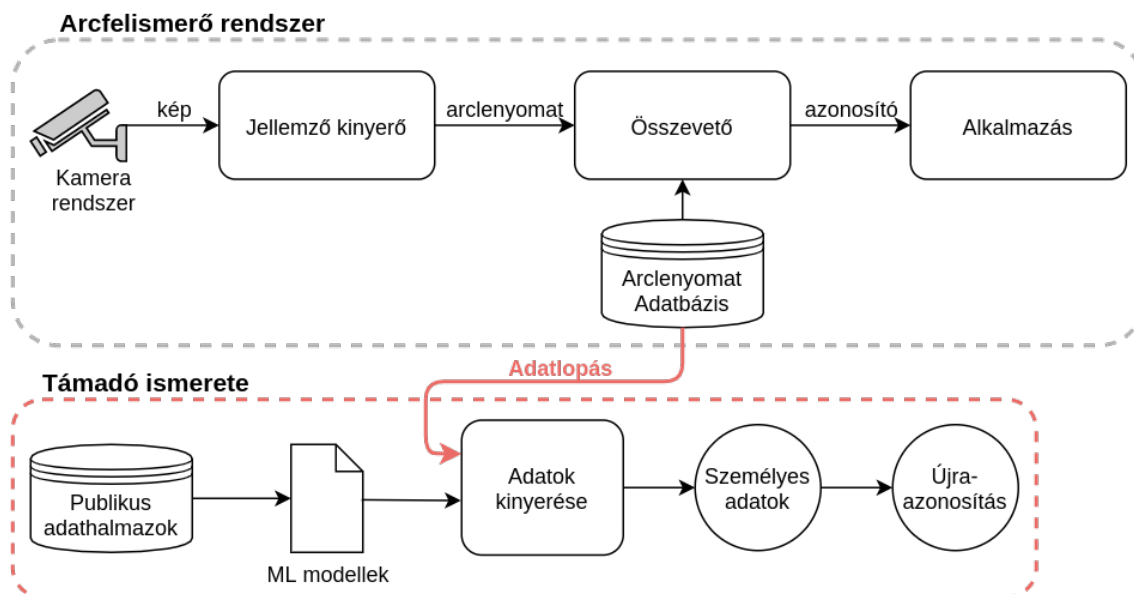 Arcfelismerő rendszer
kép
Jellemző kinyerő
arclenyomat
Összevető
azonosító
Alkalmazás
Kamera
rendszer
Arclenyomat
Adatbázis
Adatlopás
Támadó ismerete
Publikus
adathalmazok
ML modellek
Adatok
kinyerése
Személyes
adatok
Újra-
azonosítás